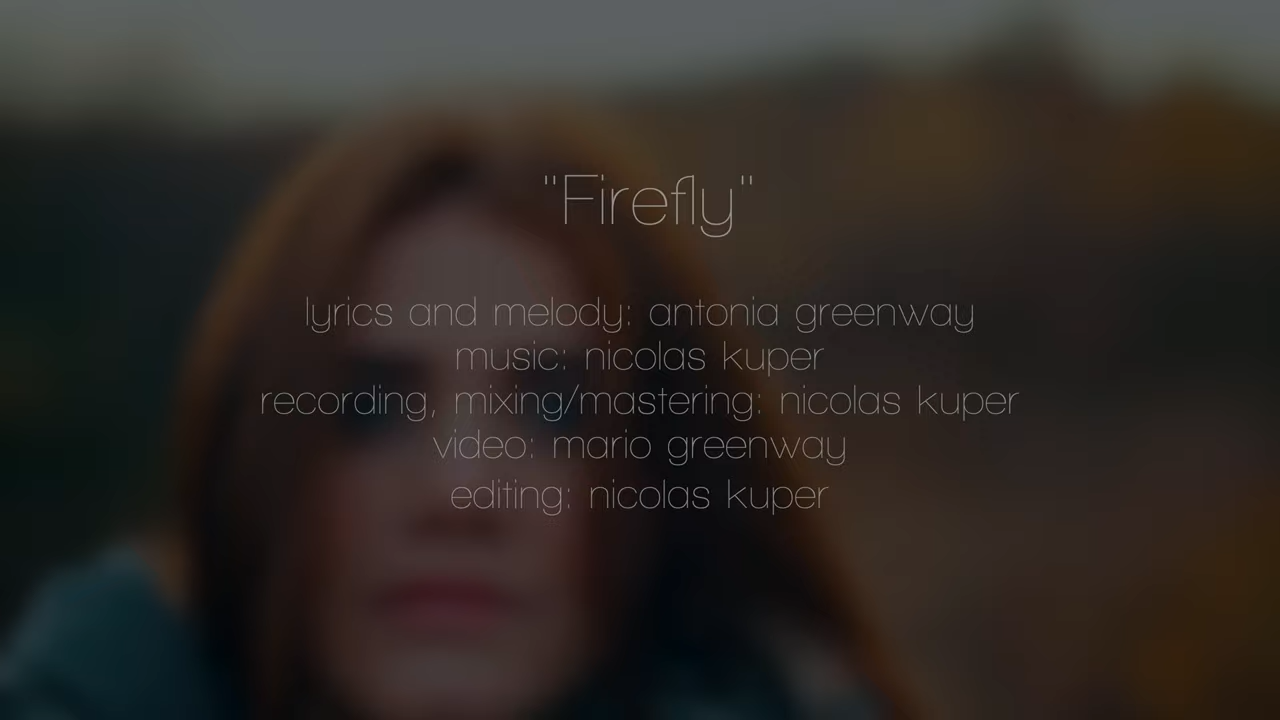 "Firefly"
lyrics and melody: antonia greenway
music: nicolas kuper
recording, mixing/mastering: nicolas kuper
video: mario greenway
editing: nicolas kuper